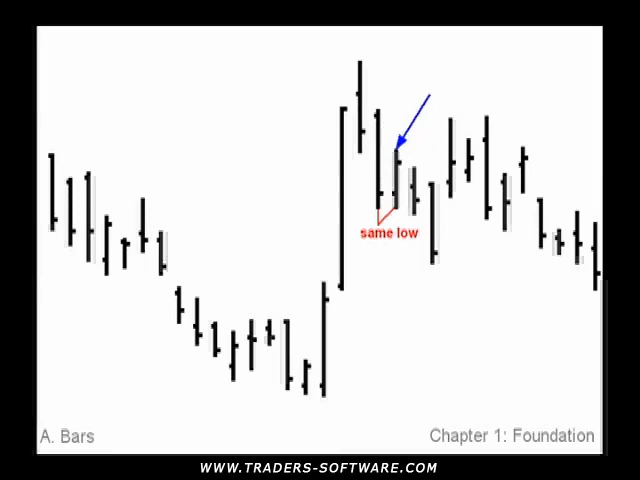 same low
A. Bars
Chapter 1: Foundation
WWW.TRADERS-SOFTWARE.COM